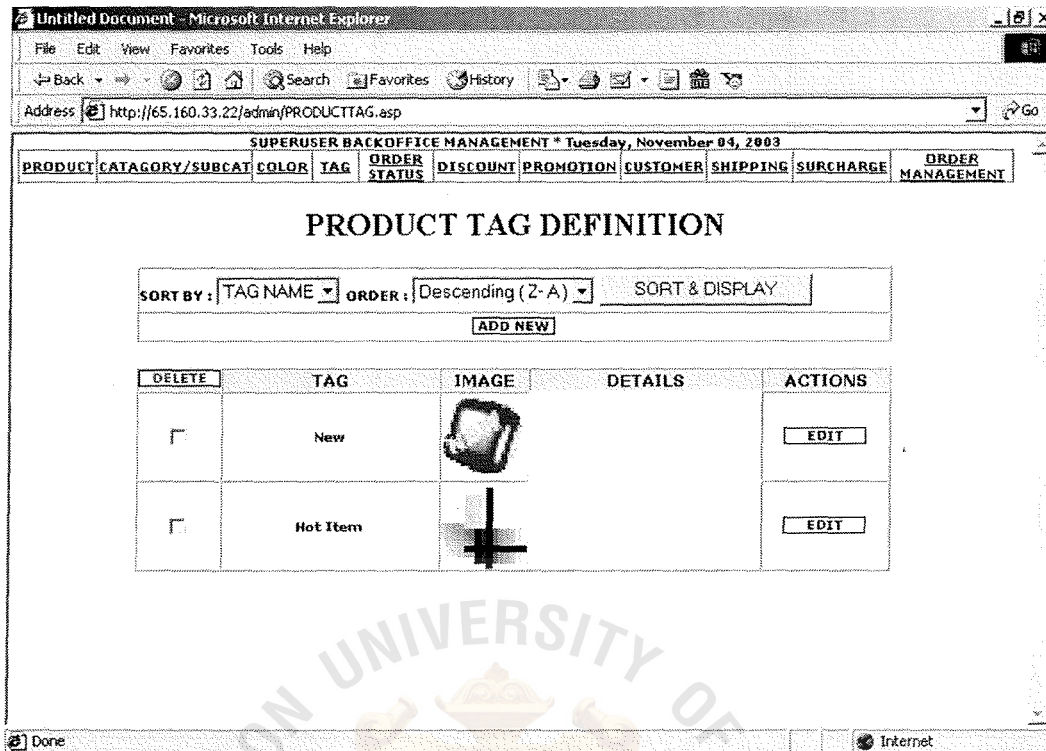 Untitled Document - Microsoft Internet Explorer
File Edit View Favorites Tools Help
Back Search Favorites History
Address http://65.160.33.22/admin/PRODUCTTAG.asp Go
SUPERUSER BACKOFFICE MANAGEMENT * Tuesday, November 04, 2003
PRODUCT CATAGORY/SUBCAT COLOR TAG ORDER STATUS DISCOUNT PROMOTION CUSTOMER SHIPPING SURCHARGE ORDER MANAGEMENT
PRODUCT TAG DEFINITION
SORT BY : TAG NAME ORDER : Descending ( Z- A ) SORT & DISPLAY
ADD NEW
DELETE TAG IMAGE DETAILS ACTIONS
New EDIT
Hot Item EDIT
UNIVERSITY OF
Done Internet